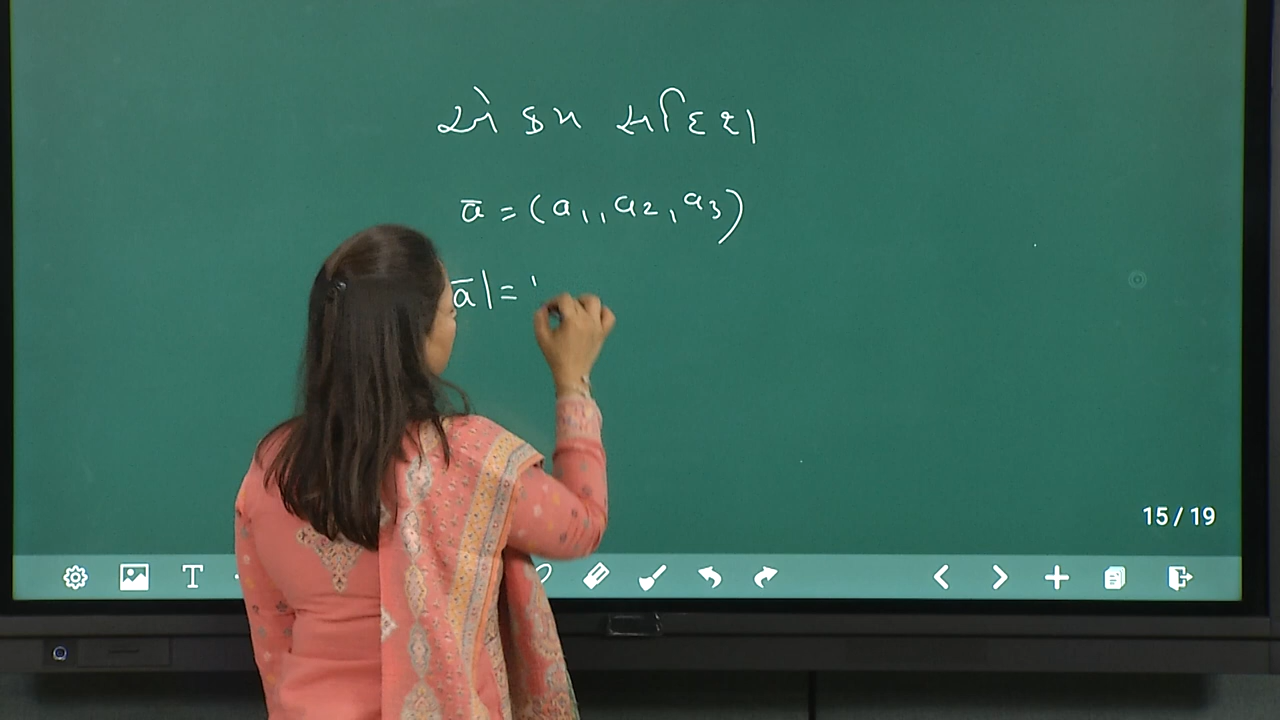 એકમ સદિશ
ā = (a₁, a₂, a₃)
ā| =
15 / 19
T